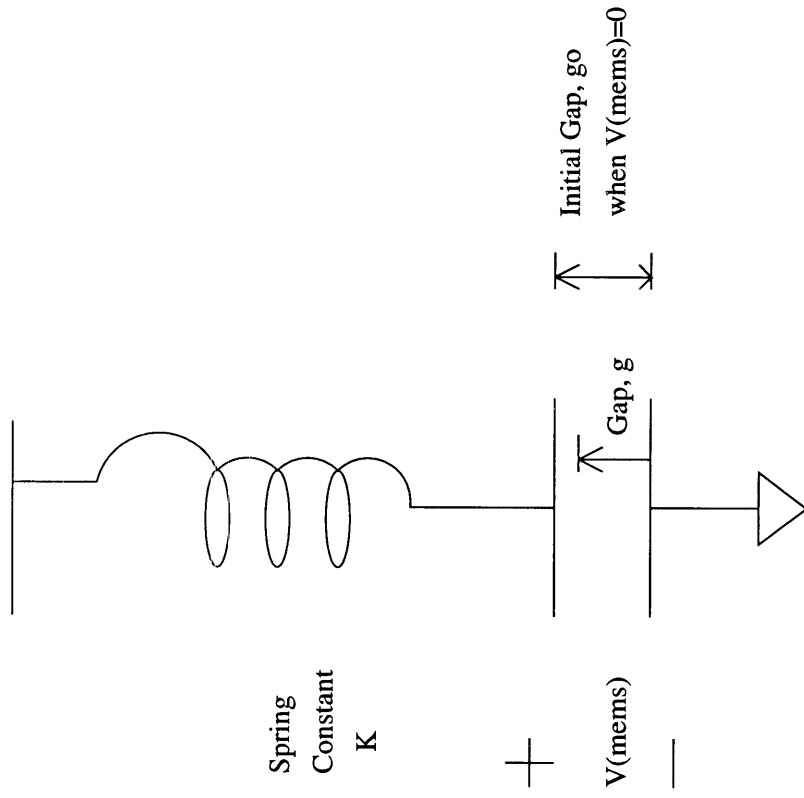 Spring
Constant
K
V(mems)
Gap, g
Initial Gap, go
when V(mems)=0